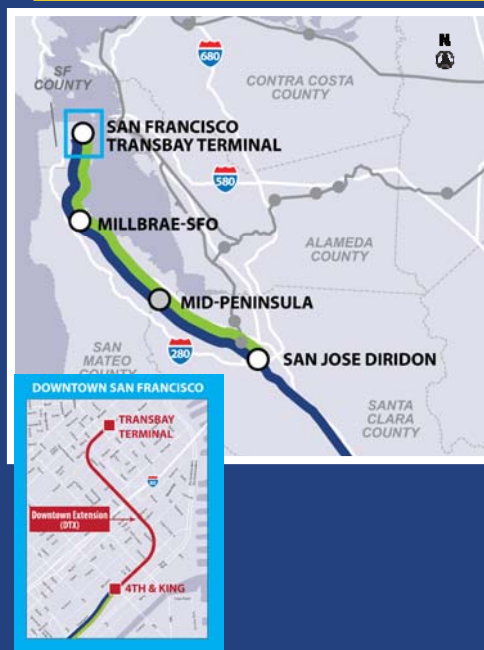 680
N
SF
COUNTY
CONTRA COSTA
COUNTY
SAN FRANCISCO
TRANSBAY TERMINAL
580
MILLBRAE-SFO
ALAMEDA
COUNTY
MID-PENINSULA
280
SAN
MATEO
COUNTY
SAN JOSE DIRIDON
SANTA
CLARA
COUNTY
DOWNTOWN SAN FRANCISCO
TRANSBAY
TERMINAL
Downtown Extension
(DTX)
4TH & KING